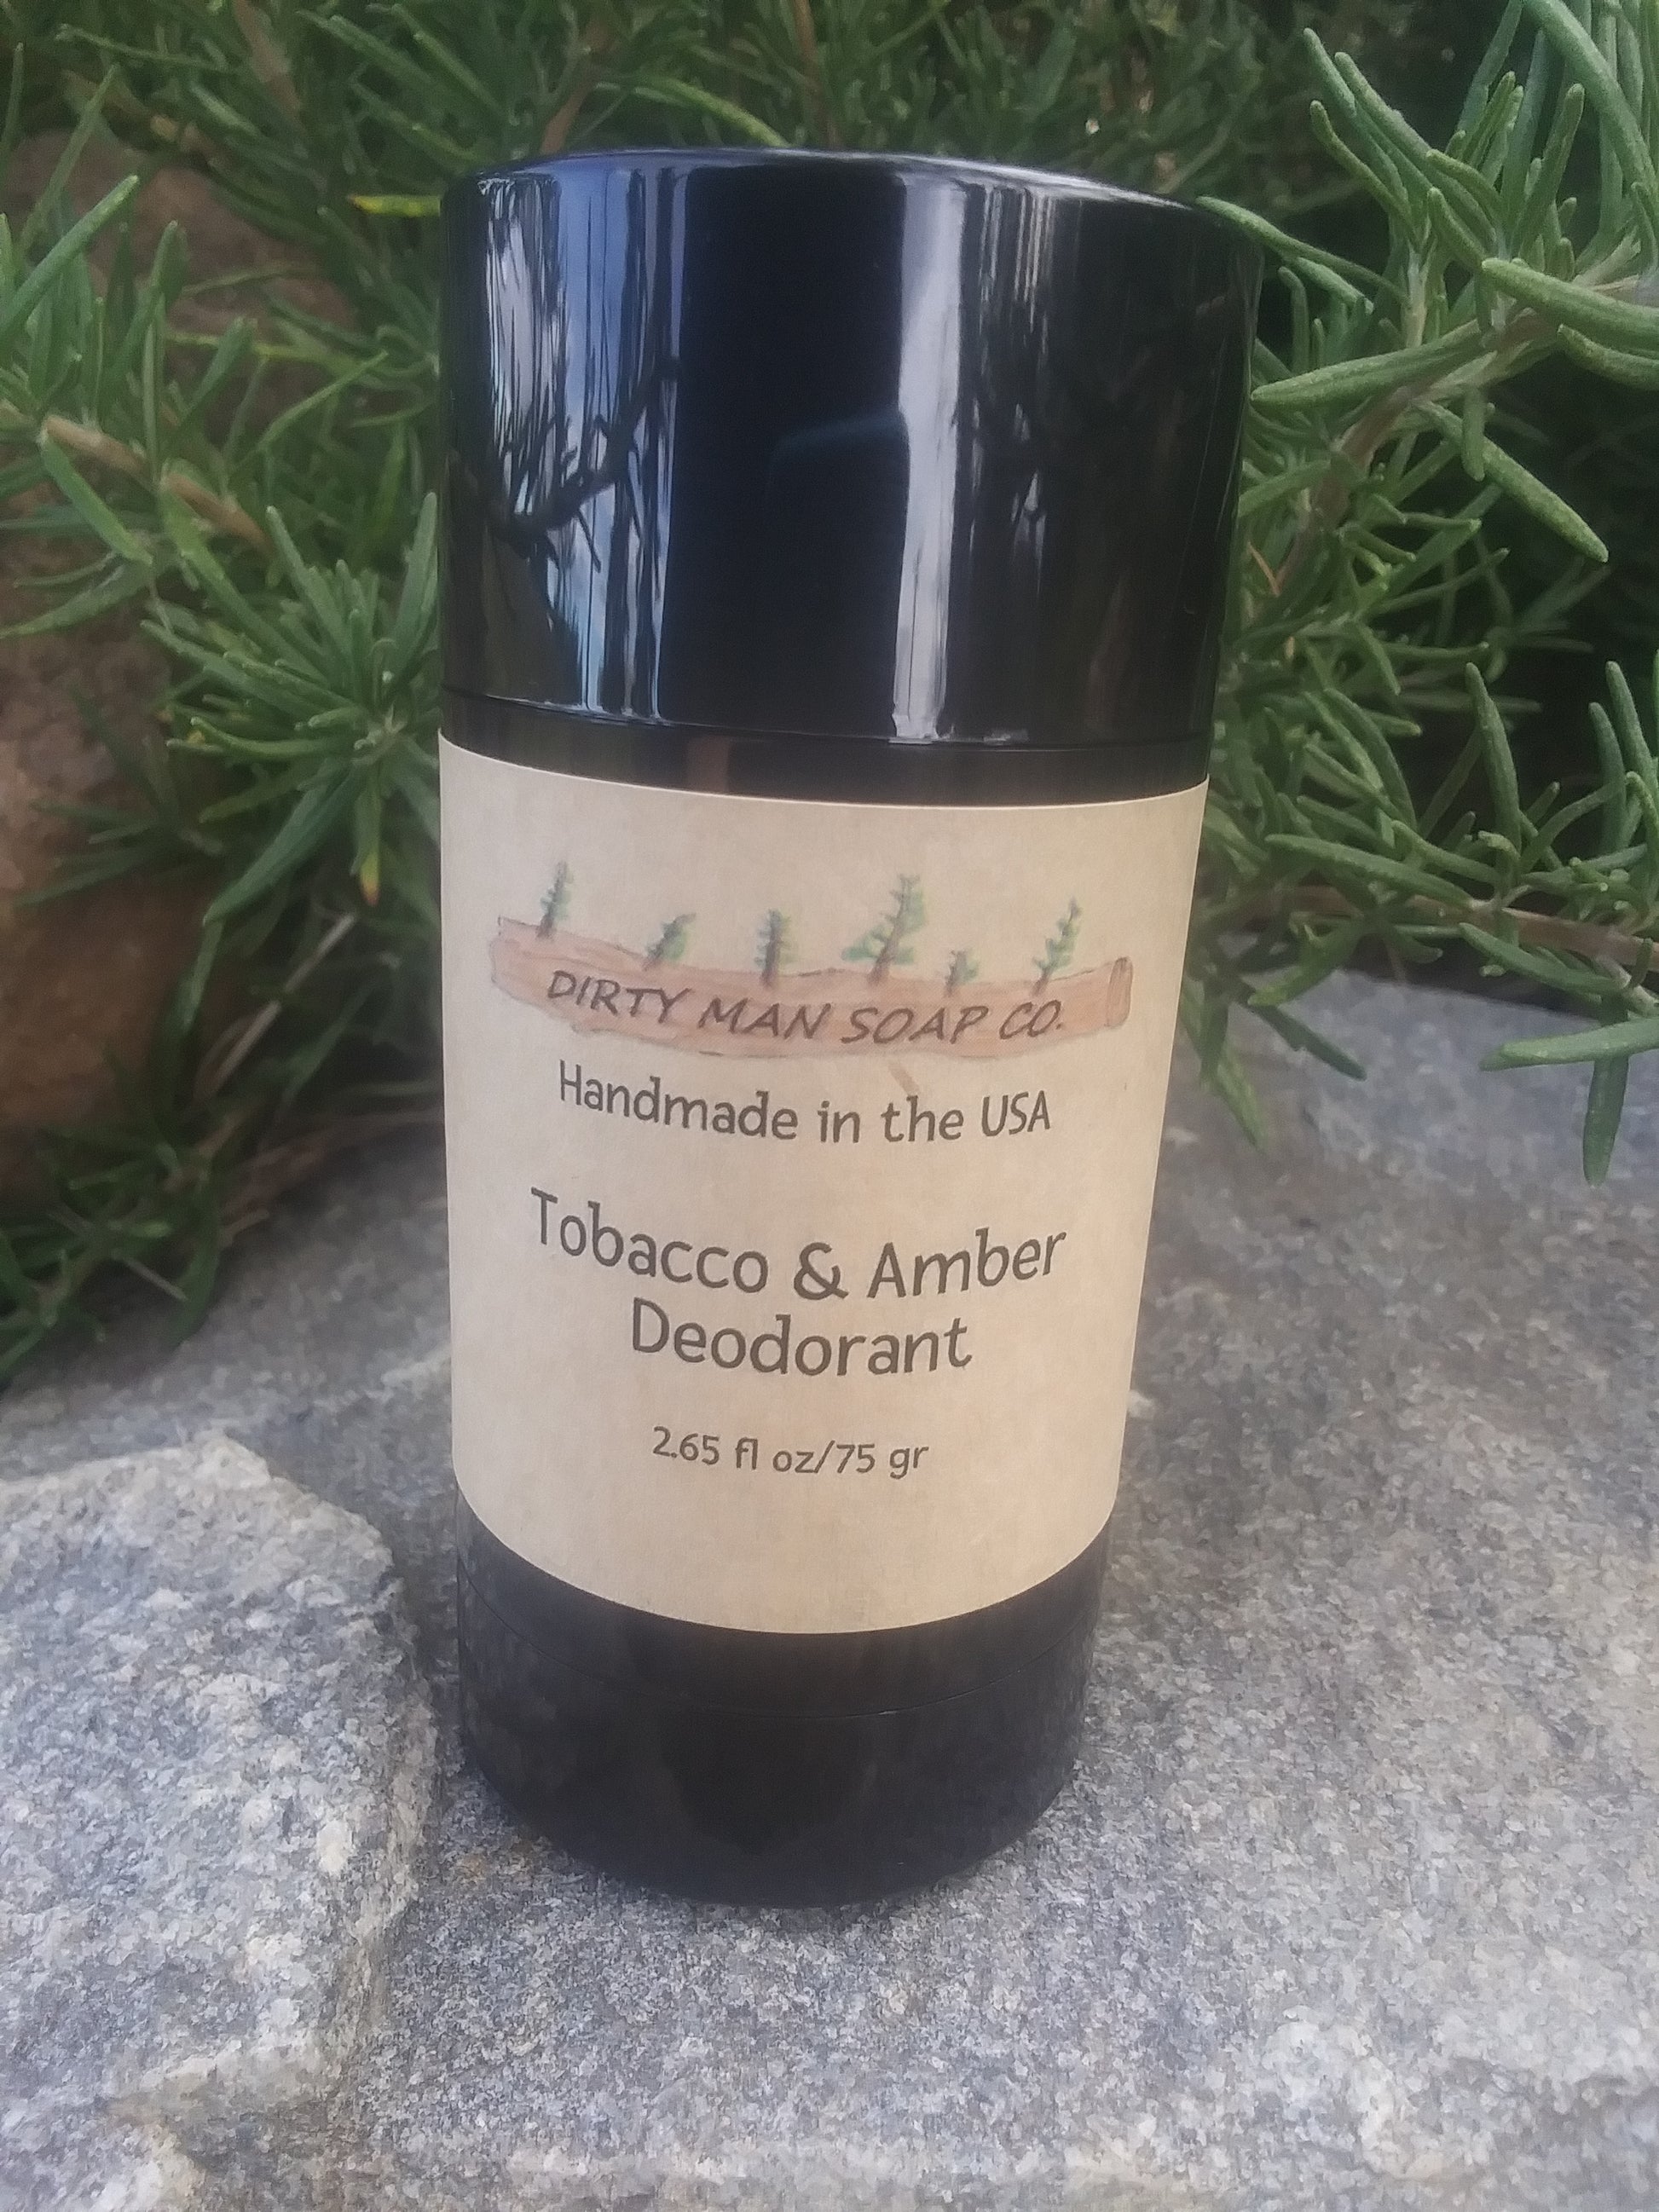 DIRTY MAN SOAP CO.
Handmade in the USA
Tobacco & Amber
Deodorant
2.65 fl oz/75 gr